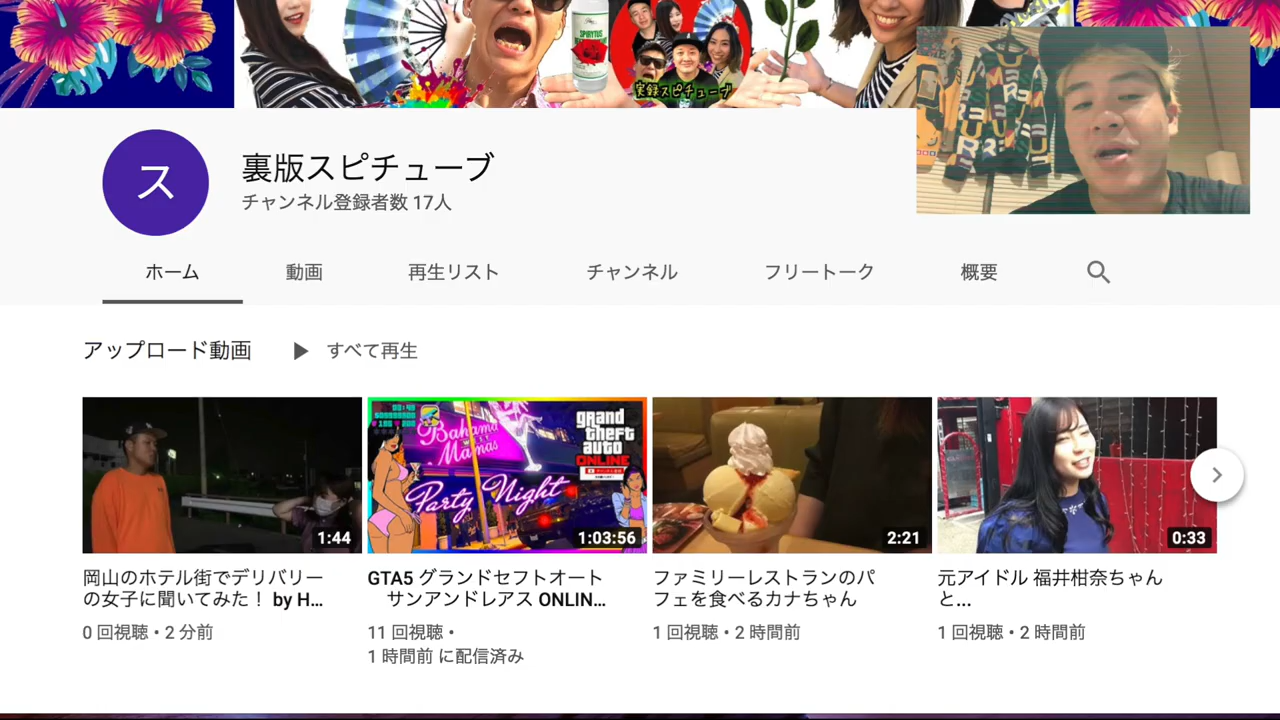 SPIRYTUS
実録スピチューブ
ス
裏版スピチューブ
チャンネル登録者数 17人
ホーム
動画
再生リスト
チャンネル
フリートーク
概要
アップロード動画
すべて再生
Bahama
Mamas
WEST
Party Night
grand
theft
auto
ONLINE
1:44
1:03:56
2:21
0:33
岡山のホテル街でデリバリー
の女子に聞いてみた！ by H...
0 回視聴・2 分前
GTA5 グランドセフトオート
サンアンドレアス ONLIN...
11 回視聴・
1 時間前 に配信済み
ファミリーレストランのパ
フェを食べるカナちゃん
1 回視聴・2 時間前
元アイドル 福井柑奈ちゃん
と...
1 回視聴・2 時間前